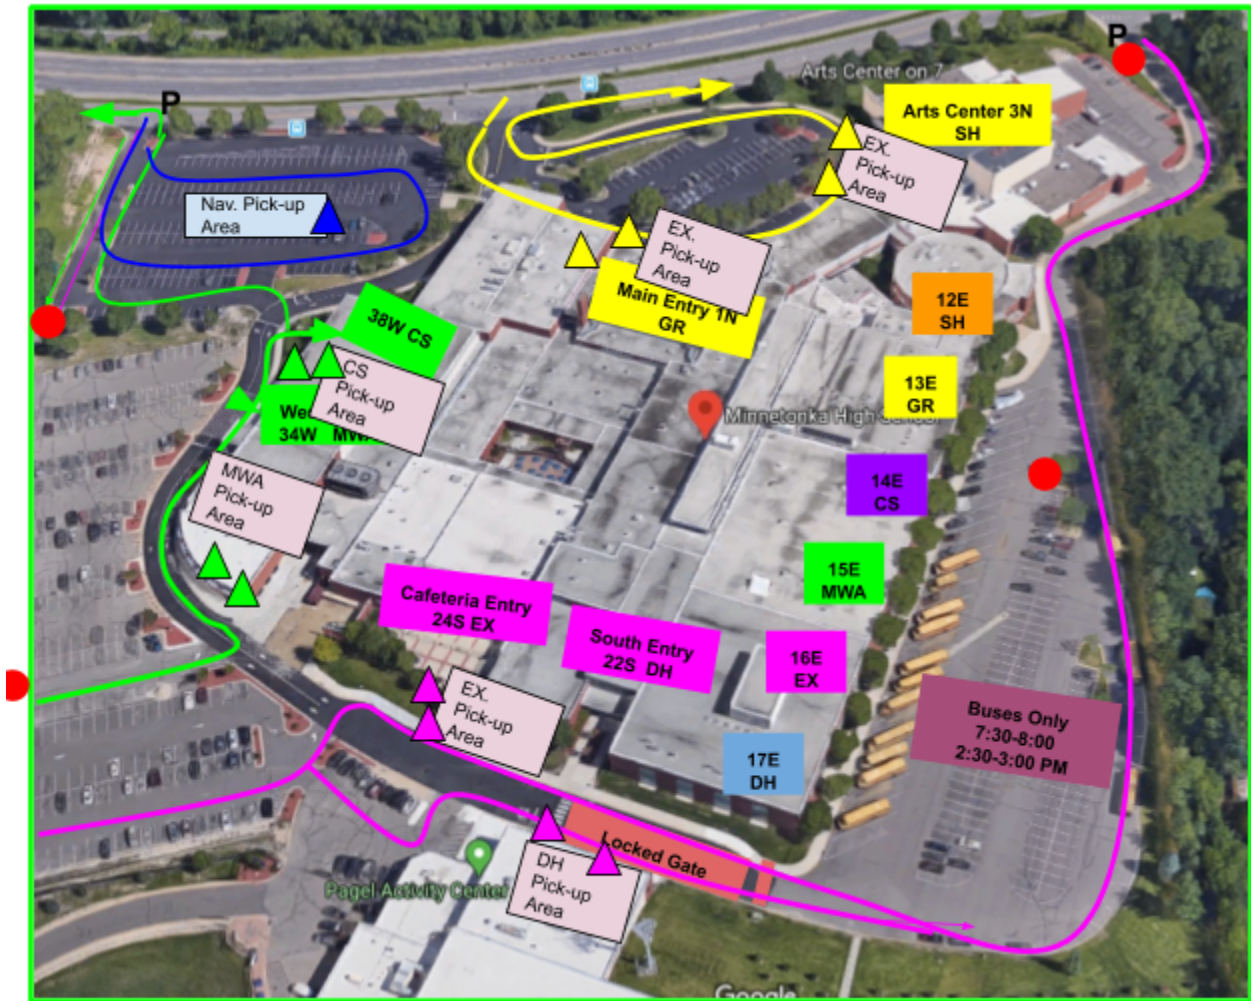 P
P
Arts Center on 7
Arts Center 3N
SH
EX.
Pick-up
Area
Nav. Pick-up
Area
EX.
Pick-up
Area
Main Entry 1N
GR
12E
SH
38W CS
CS
Pick-up
Area
We
34W MWA
13E
GR
Minnetonka High School
MWA
Pick-up
Area
14E
CS
15E
MWA
Cafeteria Entry
24S EX
South Entry
22S DH
16E
EX
EX.
Pick-up
Area
Buses Only
7:30-8:00
2:30-3:00 PM
17E
DH
Locked Gate
DH
Pick-up
Area
Pagel Activity Center
Google